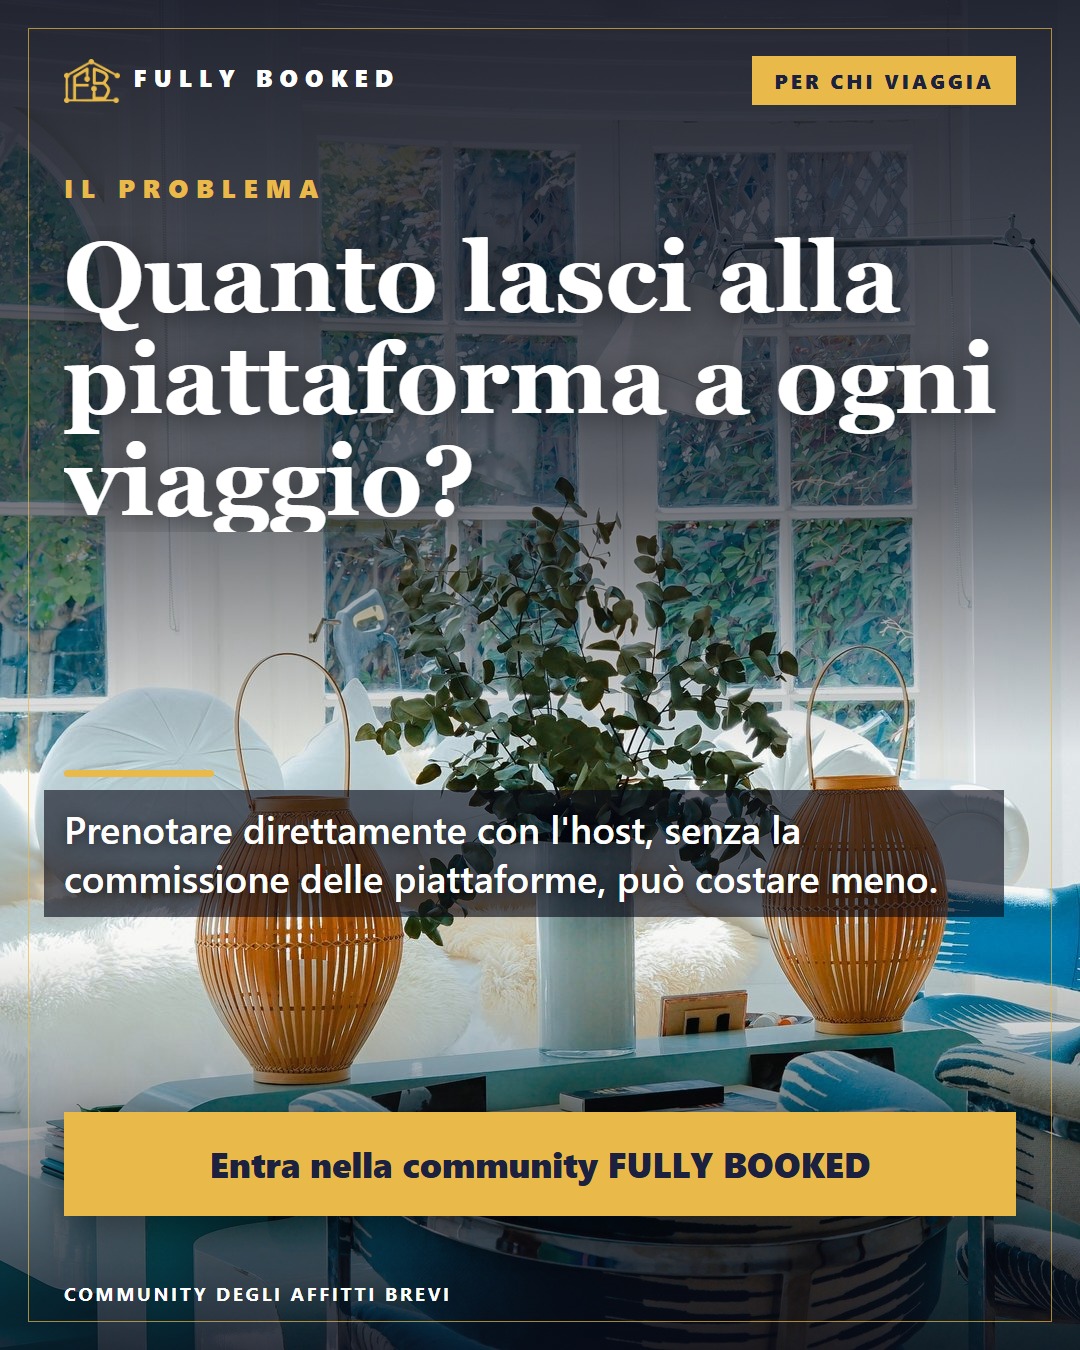 FB
FULLY BOOKED
PER CHI VIAGGIA
IL PROBLEMA
Quanto lasci alla
piattaforma a ogni
viaggio?
Prenotare direttamente con l'host, senza la
commissione delle piattaforme, può costare meno.
Entra nella community FULLY BOOKED
COMMUNITY DEGLI AFFITTI BREVI